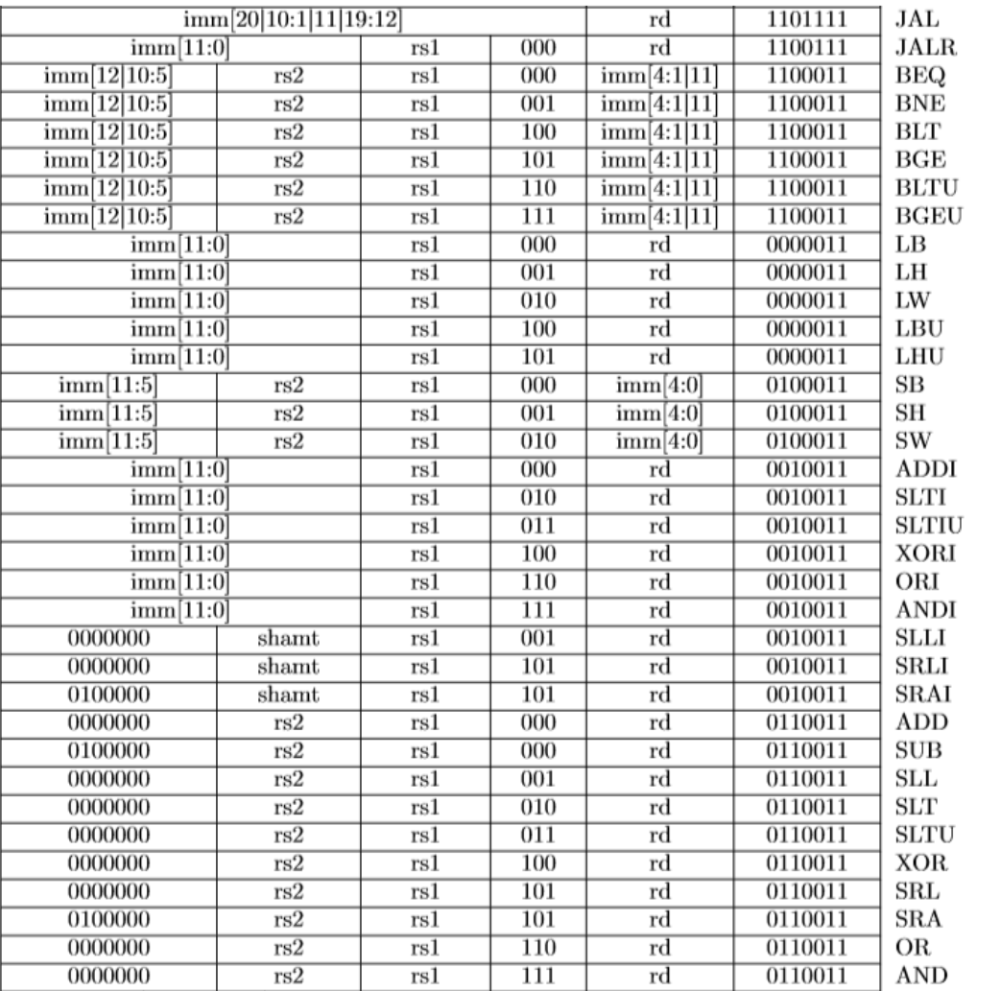 imm[20|10:1|11|19:12] rd 1101111 JAL
imm[11:0] rs1 000 rd 1100111 JALR
imm[12|10:5] rs2 rs1 000 imm[4:1|11] 1100011 BEQ
imm[12|10:5] rs2 rs1 001 imm[4:1|11] 1100011 BNE
imm[12|10:5] rs2 rs1 100 imm[4:1|11] 1100011 BLT
imm[12|10:5] rs2 rs1 101 imm[4:1|11] 1100011 BGE
imm[12|10:5] rs2 rs1 110 imm[4:1|11] 1100011 BLTU
imm[12|10:5] rs2 rs1 111 imm[4:1|11] 1100011 BGEU
imm[11:0] rs1 000 rd 0000011 LB
imm[11:0] rs1 001 rd 0000011 LH
imm[11:0] rs1 010 rd 0000011 LW
imm[11:0] rs1 100 rd 0000011 LBU
imm[11:0] rs1 101 rd 0000011 LHU
imm[11:5] rs2 rs1 000 imm[4:0] 0100011 SB
imm[11:5] rs2 rs1 001 imm[4:0] 0100011 SH
imm[11:5] rs2 rs1 010 imm[4:0] 0100011 SW
imm[11:0] rs1 000 rd 0010011 ADDI
imm[11:0] rs1 010 rd 0010011 SLTI
imm[11:0] rs1 011 rd 0010011 SLTIU
imm[11:0] rs1 100 rd 0010011 XORI
imm[11:0] rs1 110 rd 0010011 ORI
imm[11:0] rs1 111 rd 0010011 ANDI
0000000 shamt rs1 001 rd 0010011 SLLI
0000000 shamt rs1 101 rd 0010011 SRLI
0100000 shamt rs1 101 rd 0010011 SRAI
0000000 rs2 rs1 000 rd 0110011 ADD
0100000 rs2 rs1 000 rd 0110011 SUB
0000000 rs2 rs1 001 rd 0110011 SLL
0000000 rs2 rs1 010 rd 0110011 SLT
0000000 rs2 rs1 011 rd 0110011 SLTU
0000000 rs2 rs1 100 rd 0110011 XOR
0000000 rs2 rs1 101 rd 0110011 SRL
0100000 rs2 rs1 101 rd 0110011 SRA
0000000 rs2 rs1 110 rd 0110011 OR
0000000 rs2 rs1 111 rd 0110011 AND